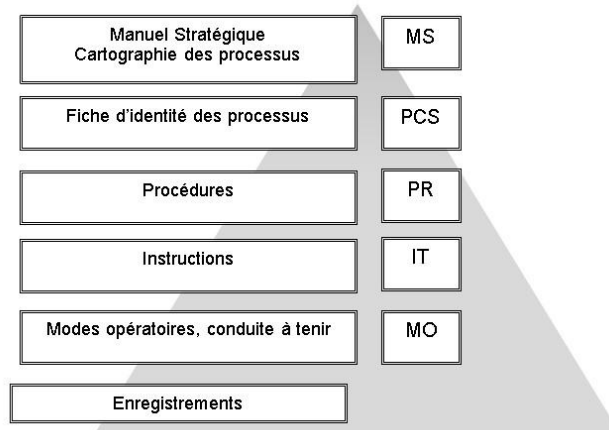 Manuel Stratégique
Cartographie des processus
MS
Fiche d'identité des processus
PCS
Procédures
PR
Instructions
IT
Modes opératoires, conduite à tenir
MO
Enregistrements